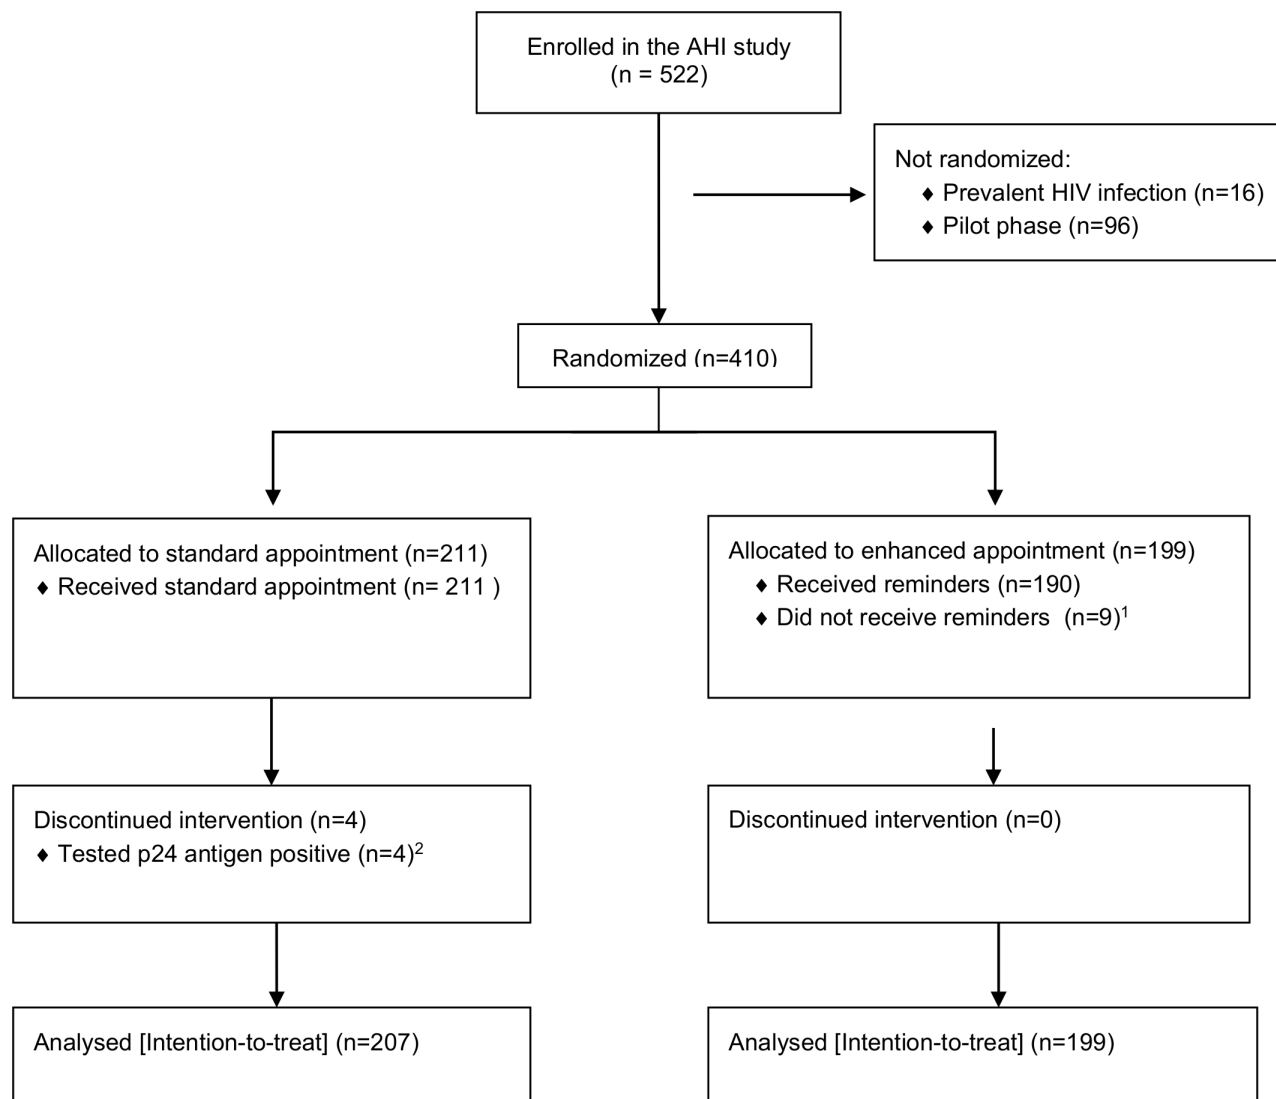 Enrolled in the AHI study
(n = 522)
Not randomized:
♦ Prevalent HIV infection (n=16)
♦ Pilot phase (n=96)
Randomized (n=410)
Allocated to standard appointment (n=211)
♦ Received standard appointment (n= 211 )
Allocated to enhanced appointment (n=199)
♦ Received reminders (n=190)
♦ Did not receive reminders  (n=9)¹
Discontinued intervention (n=4)
♦ Tested p24 antigen positive (n=4)²
Discontinued intervention (n=0)
Analysed [Intention-to-treat] (n=207)
Analysed [Intention-to-treat] (n=199)